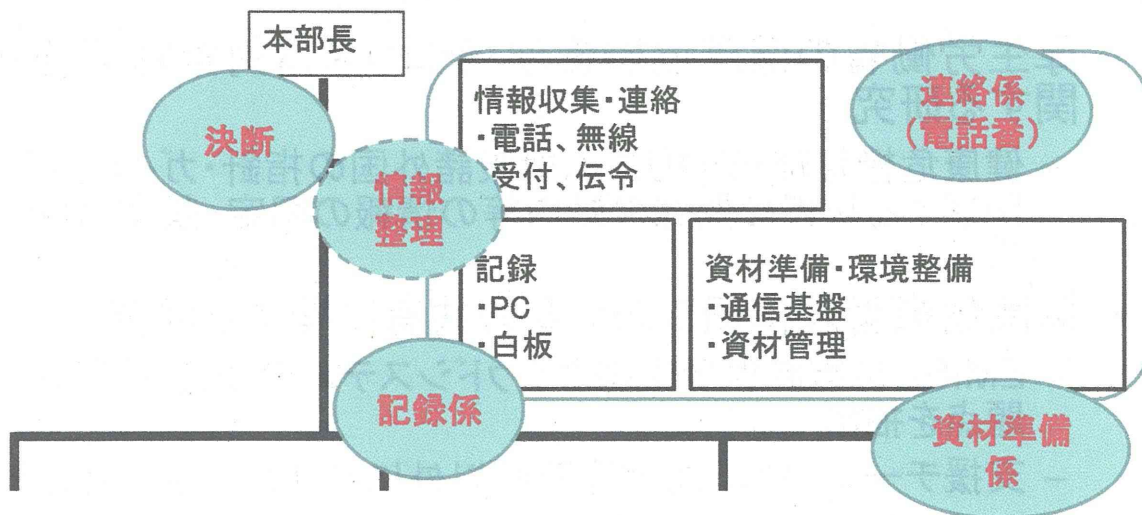 本部長
決断
情報
整理
情報収集・連絡
・電話、無線
・受付、伝令
連絡係
(電話番)
記録
・PC
・白板
資材準備・環境整備
・通信基盤
・資材管理
記録係
資材準備
係